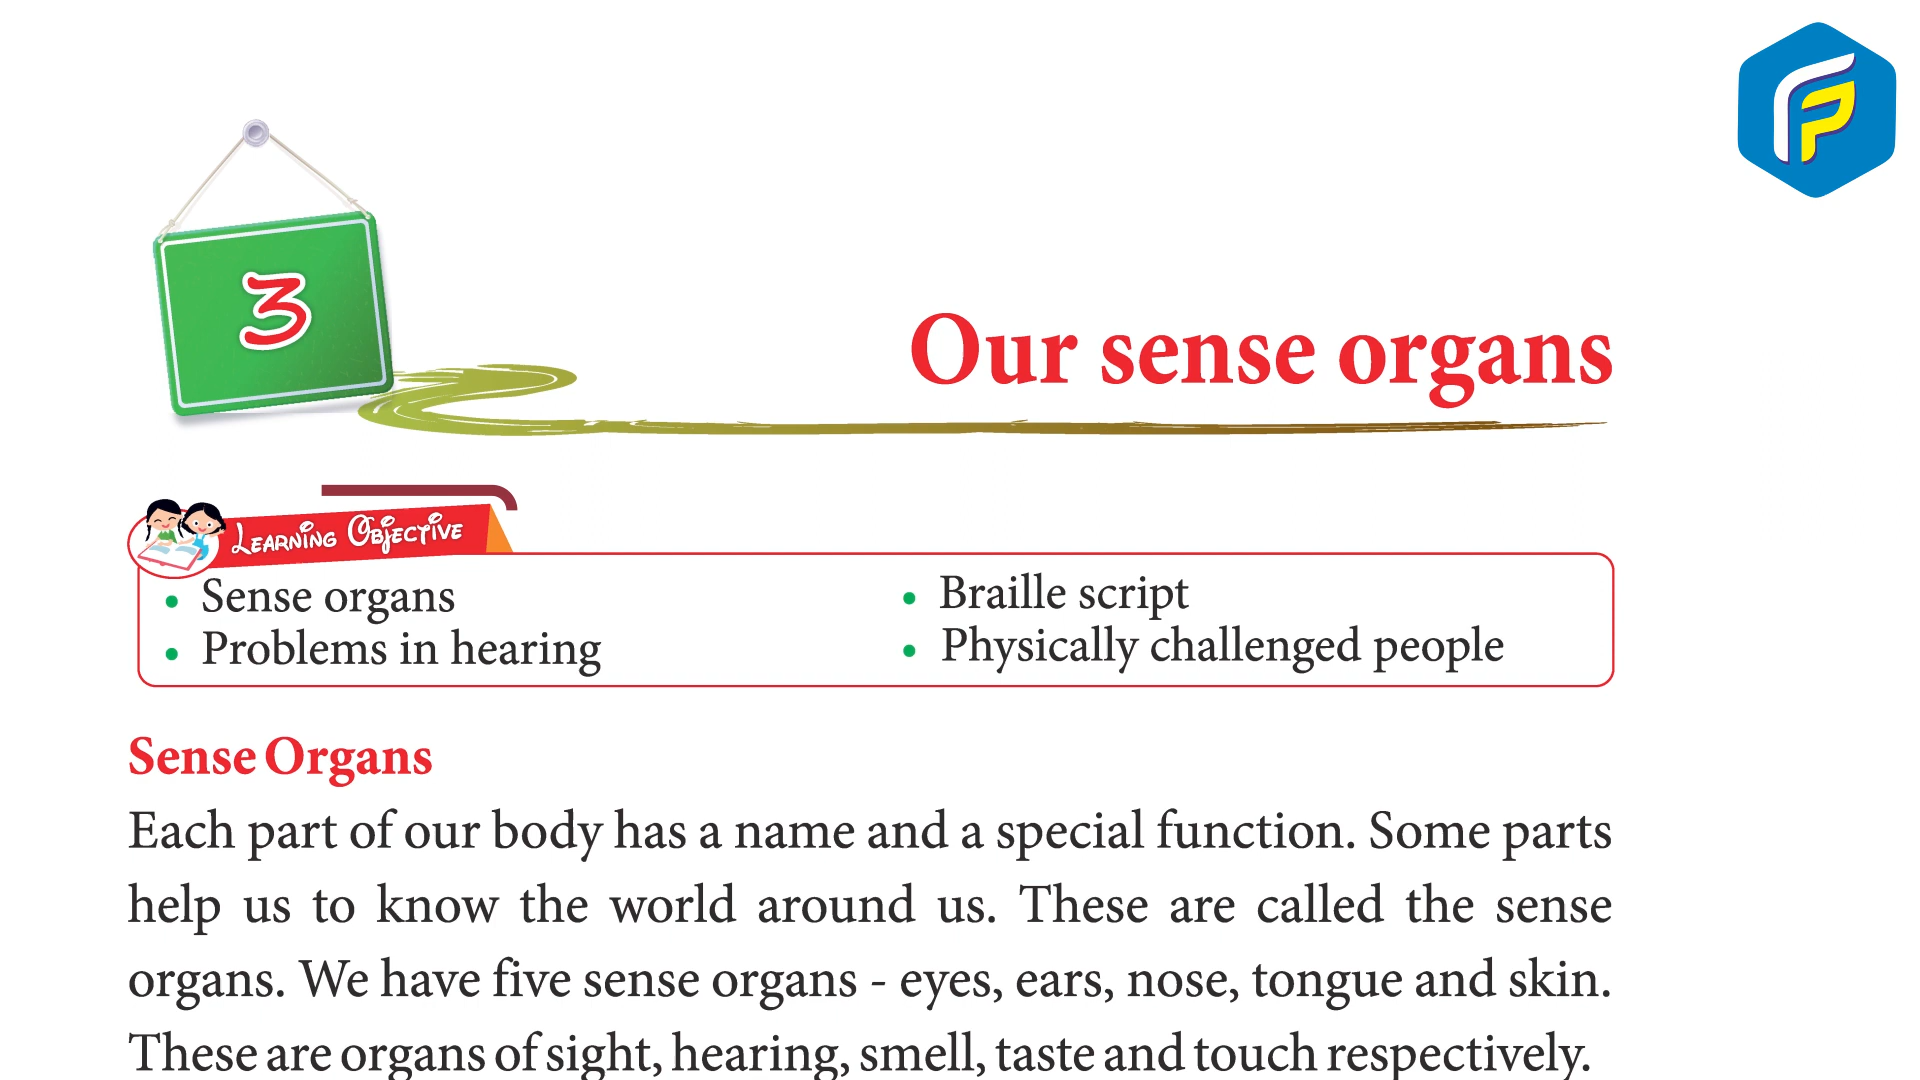 3
Our sense organs
LEARNING OBJECTIVE
• Sense organs
• Problems in hearing
• Braille script
• Physically challenged people
Sense Organs
Each part of our body has a name and a special function. Some parts
help us to know the world around us. These are called the sense
organs. We have five sense organs - eyes, ears, nose, tongue and skin.
These are organs of sight, hearing, smell, taste and touch respectively.